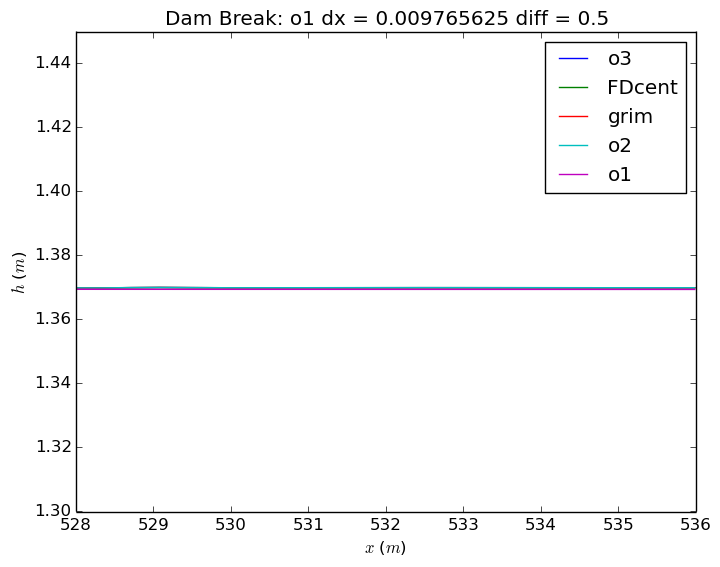 Dam Break: o1 dx = 0.009765625 diff = 0.5
1.44
1.42
1.40
1.38
1.36
1.34
1.32
1.30
h (m)
o3
FDcent
grim
o2
o1
528 529 530 531 532 533 534 535 536
x (m)